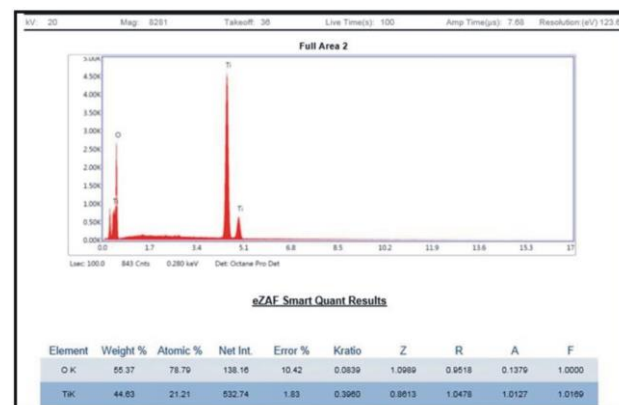 kV: 20 Mag: 8281 Takeoff: 36 Live Time(s): 100 Amp Time(µs): 7.68 Resolution:(eV) 123.6
Full Area 2
5.00K
4.50K
4.00K
3.50K
3.00K
2.50K
2.00K
1.50K
1.00K
0.50K
0.00K
Ti
O
Ti
Ti
0.0 1.7 3.4 5.1 6.8 8.5 10.2 11.9 13.6 15.3 17
Lsec: 100.0 843 Cnts 0.280 keV Det: Octane Pro Det
eZAF Smart Quant Results
Element Weight % Atomic % Net Int. Error % Kratio Z R A F
O K 55.37 78.79 138.16 10.42 0.0839 1.0989 0.9518 0.1379 1.0000
TiK 44.63 21.21 532.74 1.83 0.3960 0.8613 1.0478 1.0127 1.0169